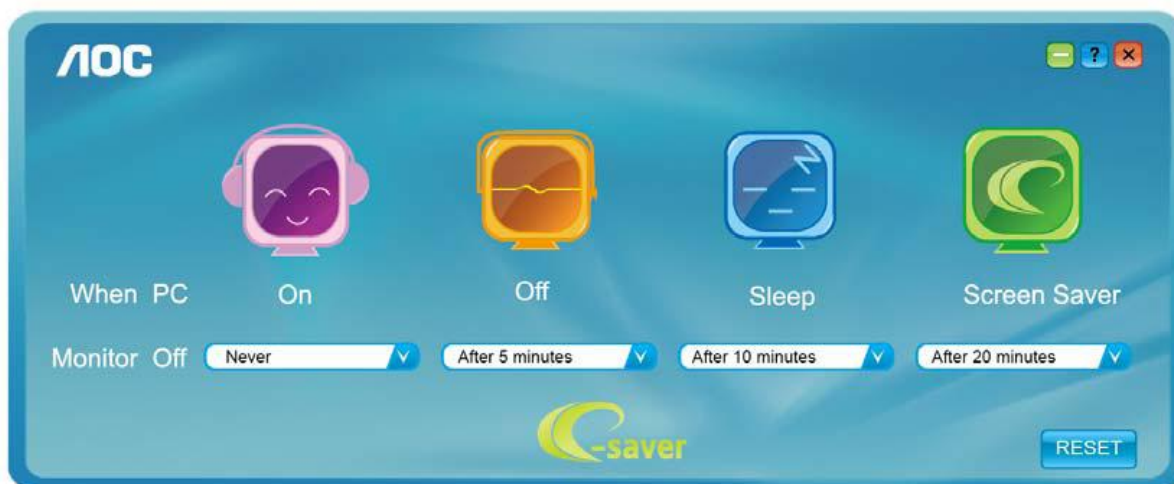 AOC
?
When PC On Off Sleep Screen Saver
Monitor Off Never After 5 minutes After 10 minutes After 20 minutes
e-saver
RESET